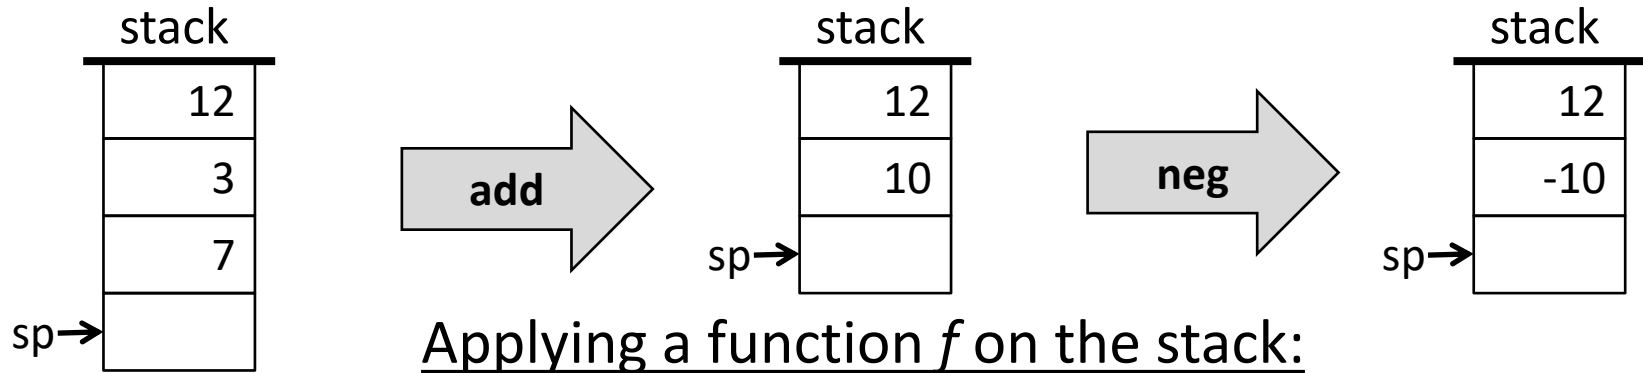 stack
12
3
7
sp
add
stack
12
10
sp
neg
stack
12
-10
sp
Applying a function f on the stack: